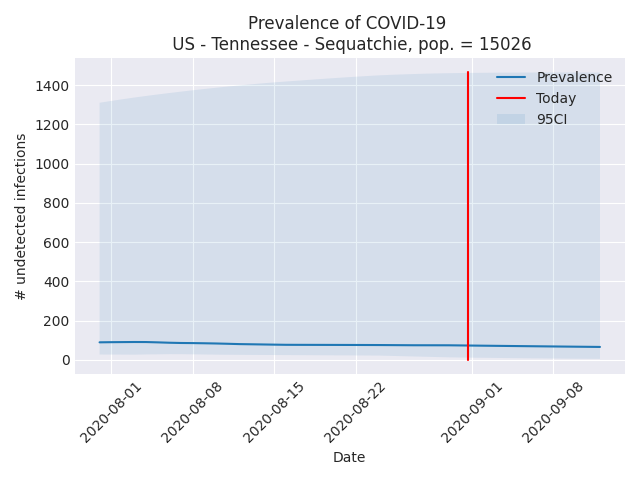 Prevalence of COVID-19
US - Tennessee - Sequatchie, pop. = 15026
Prevalence
Today
95CI
1400
1200
1000
800
600
400
200
0
# undetected infections
2020-08-01
2020-08-08
2020-08-15
2020-08-22
2020-09-01
2020-09-08
Date